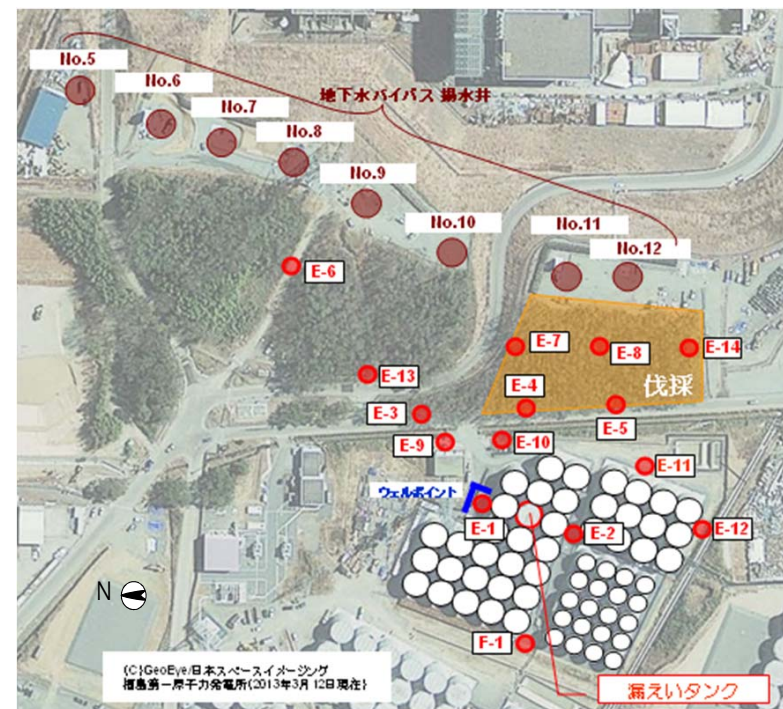 No.5
No.6
No.7
地下水バイパス 揚水井
No.8
No.9
No.10
No.11
No.12
E-6
E-7
E-8
E-14
E-13
伐採
E-4
E-3
E-5
E-9
E-10
E-11
ウェルポイント
E-1
E-2
E-12
N
F-1
(C)GeoEye/日本スペースイメージング
福島第一原子力発電所(2013年3月12日現在)
漏えいタンク